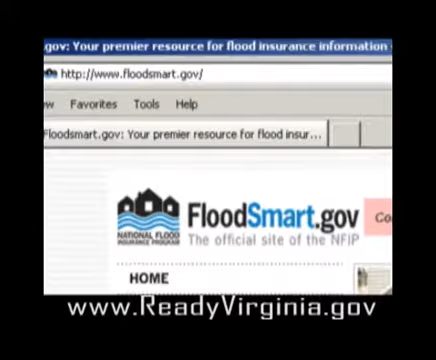 .gov: Your premier resource for flood insurance information -
http://www.floodsmart.gov/
Favorites Tools Help
Floodsmart.gov: Your premier resource for flood insur...
FloodSmart.gov
NATIONAL FLOOD
INSURANCE PROGRAM
The official site of the NFIP
HOME
www.ReadyVirginia.gov